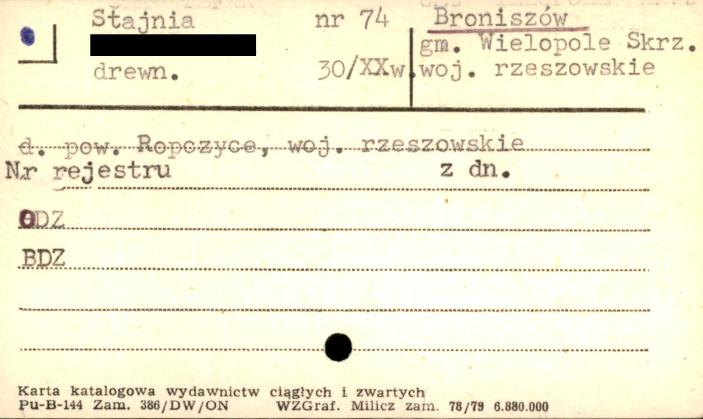 Stajnia nr 74 Broniszów
gm. Wielopole Skrz.
drewn. 30/XXw. woj. rzeszowskie
d. pow. Ropczyce, woj. rzeszowskie
Nr rejestru z dn.
ODZ
BDZ
Karta katalogowa wydawnictw ciągłych i zwartych
Pu-B-144 Zam. 386/DW/ON WZGraf. Milicz zam. 78/79 6.880.000